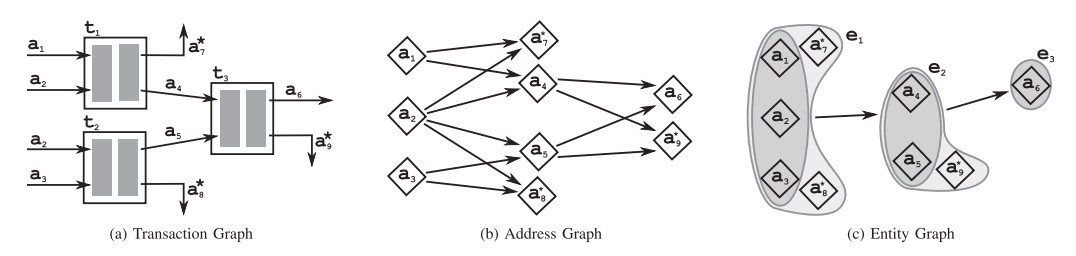 t₁
a₁
a₂
a₇*
t₃
a₄
a₆
t₂
a₂
a₅
a₃
a₉*
a₈*
(a) Transaction Graph
a₁
a₇*
a₄
a₂
a₆
a₉*
a₅
a₃
a₈*
(b) Address Graph
a₁
a₇*
e₁
a₂
a₃
a₈*
e₂
a₄
a₅
a₉*
e₃
a₆
(c) Entity Graph